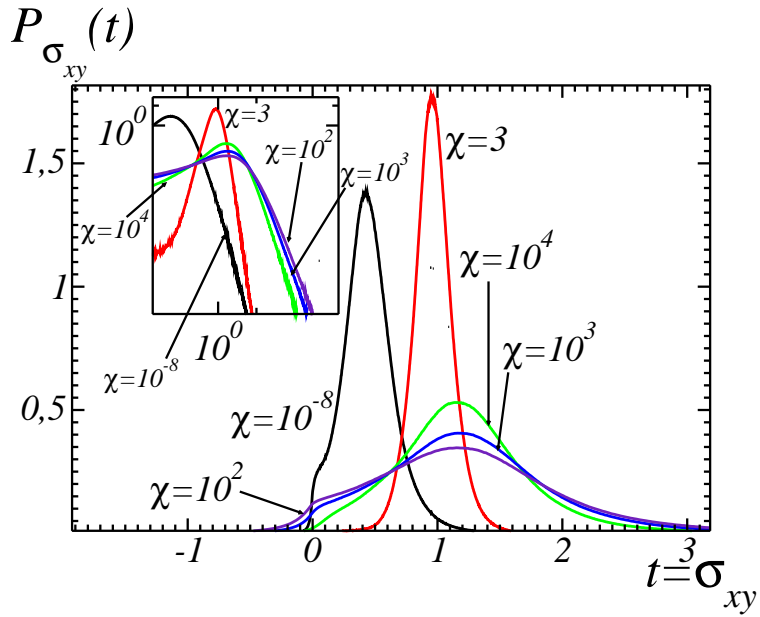 P_{σ_{xy}}(t)
10^0
χ=3
χ=10^2
χ=10^3
χ=10^4
10^0
χ=10^{-8}
1,5
1
0,5
χ=3
χ=10^4
χ=10^3
χ=10^{-8}
χ=10^2
-1 0 1 2 3
t=σ_{xy}